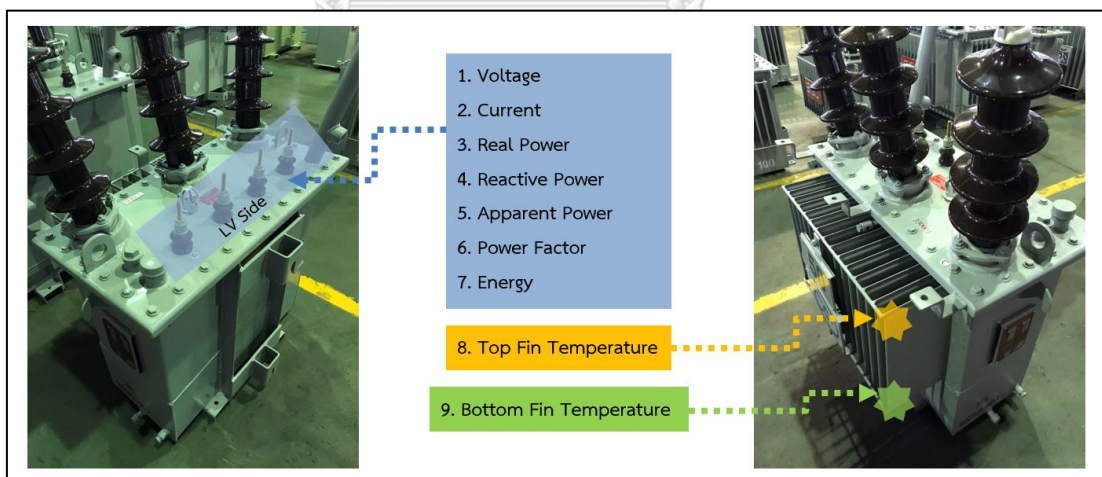 LV Side
1. Voltage
2. Current
3. Real Power
4. Reactive Power
5. Apparent Power
6. Power Factor
7. Energy
8. Top Fin Temperature
9. Bottom Fin Temperature
100